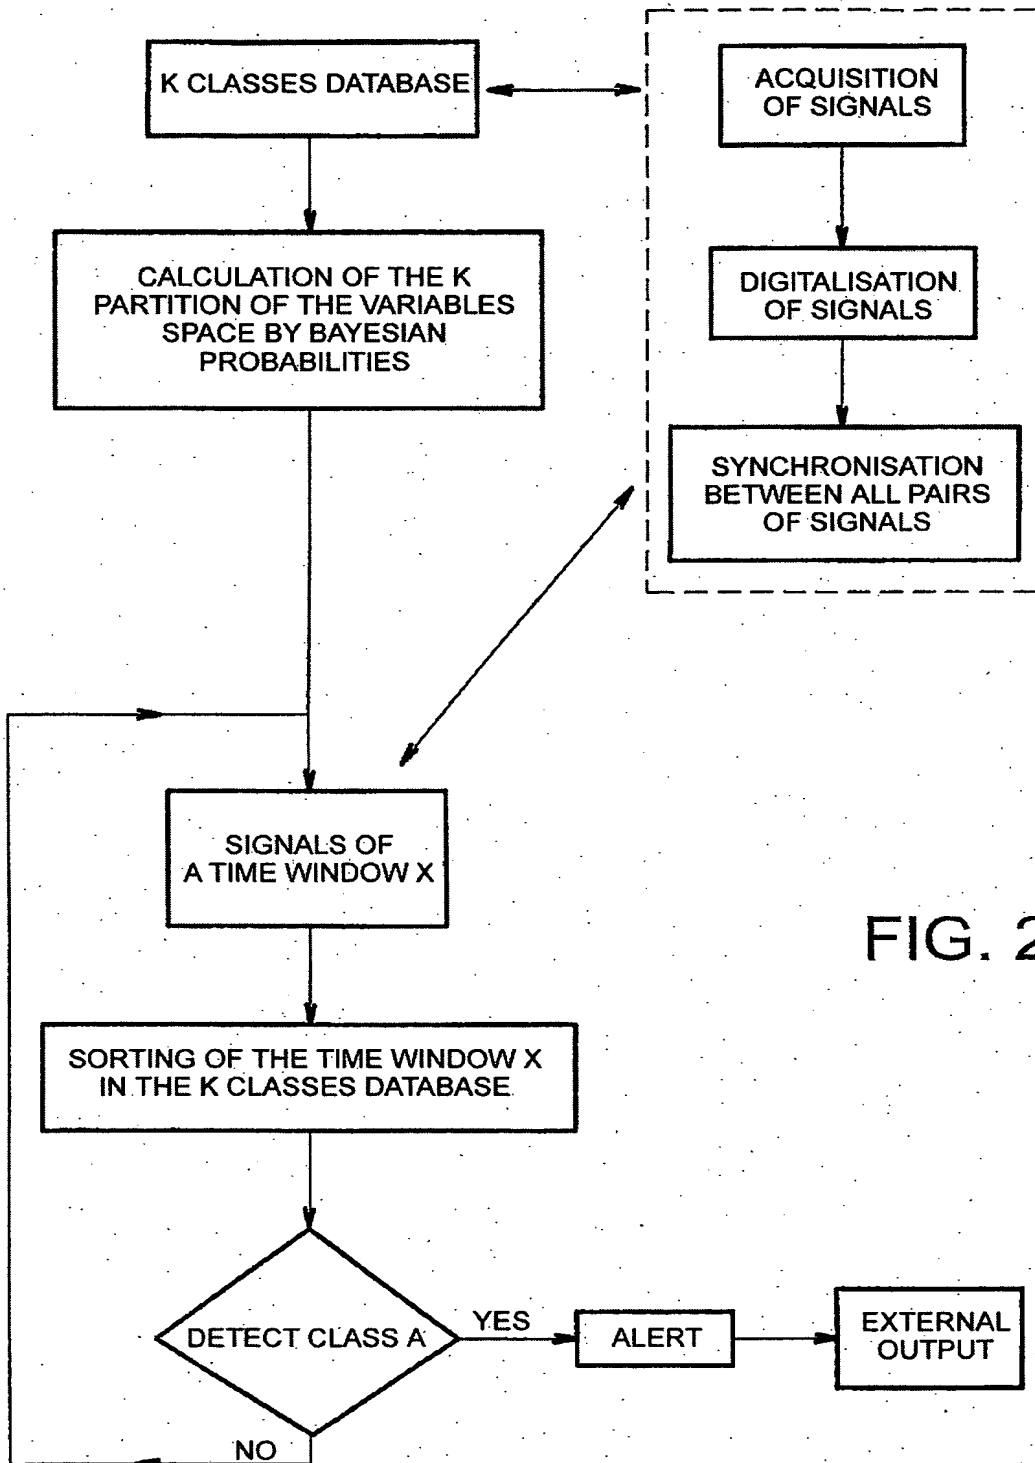 K CLASSES DATABASE
ACQUISITION
OF SIGNALS
CALCULATION OF THE K
PARTITION OF THE VARIABLES
SPACE BY BAYESIAN
PROBABILITIES
DIGITALISATION
OF SIGNALS
SYNCHRONISATION
BETWEEN ALL PAIRS
OF SIGNALS
SIGNALS OF
A TIME WINDOW X
FIG. 2
SORTING OF THE TIME WINDOW X
IN THE K CLASSES DATABASE
DETECT CLASS A
YES
ALERT
EXTERNAL
OUTPUT
NO